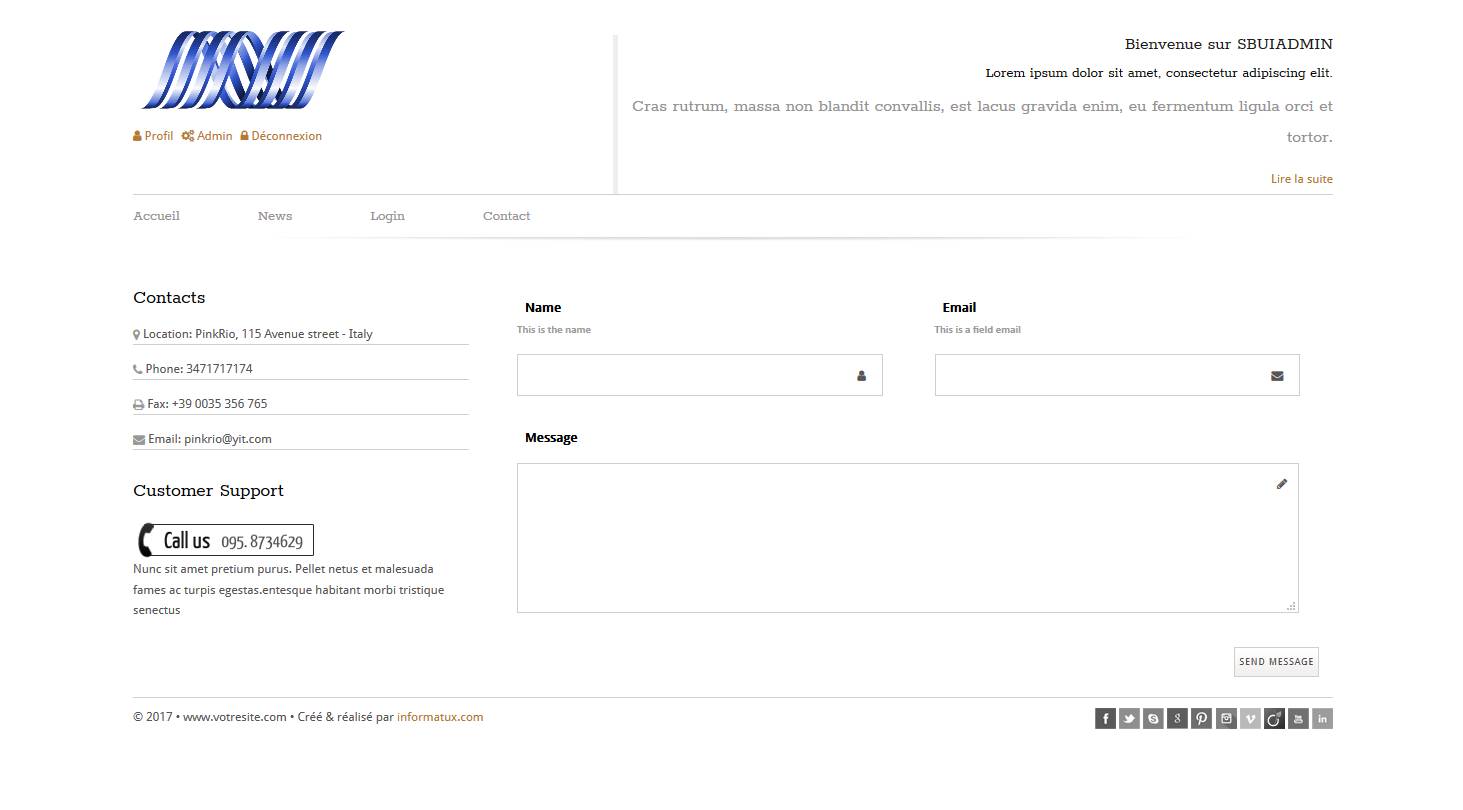 Bienvenue sur SBUIADMIN
Lorem ipsum dolor sit amet, consectetur adipiscing elit.
Cras rutrum, massa non blandit convallis, est lacus gravida enim, eu fermentum ligula orci et
tortor.
Lire la suite
Profil Admin Déconnexion
Accueil News Login Contact
Contacts
Location: PinkRio, 115 Avenue street - Italy
Phone: 3471717174
Fax: +39 0035 356 765
Email: pinkrio@yit.com
Customer Support
Call us 095. 8734629
Nunc sit amet pretium purus. Pellet netus et malesuada
fames ac turpis egestas.entesque habitant morbi tristique
senectus
Name
This is the name
Email
This is a field email
Message
SEND MESSAGE
© 2017 • www.votresite.com • Créé & réalisé par informatux.com